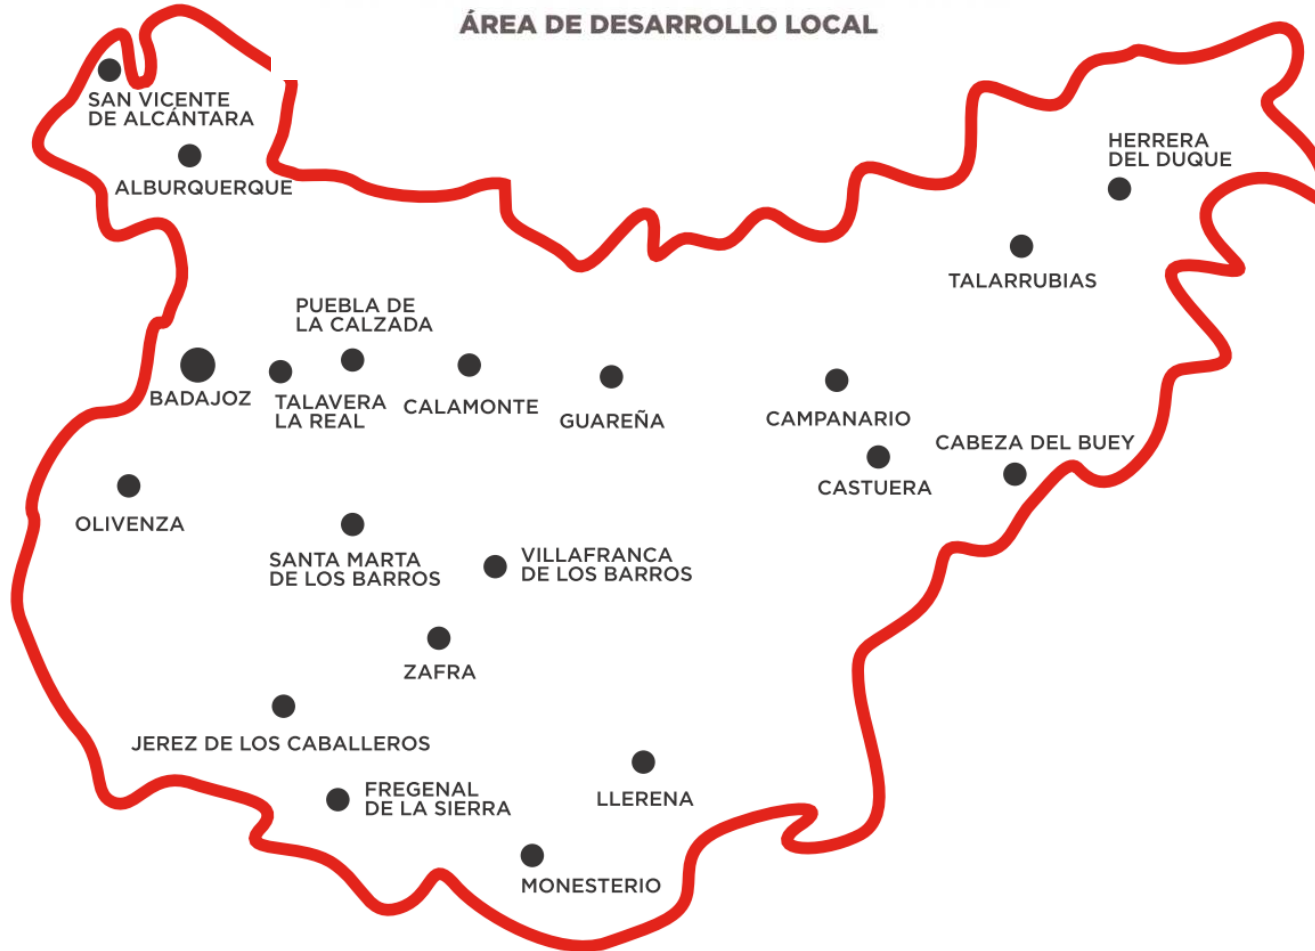 ÁREA DE DESARROLLO LOCAL
SAN VICENTE
DE ALCÁNTARA
ALBURQUERQUE
HERRERA
DEL DUQUE
TALARRUBIAS
PUEBLA DE
LA CALZADA
BADAJOZ
TALAVERA
LA REAL
CALAMONTE
GUAREÑA
CAMPANARIO
CABEZA DEL BUEY
CASTUERA
OLIVENZA
SANTA MARTA
DE LOS BARROS
VILLAFRANCA
DE LOS BARROS
ZAFRA
JEREZ DE LOS CABALLEROS
FREGENAL
DE LA SIERRA
LLERENA
MONESTERIO